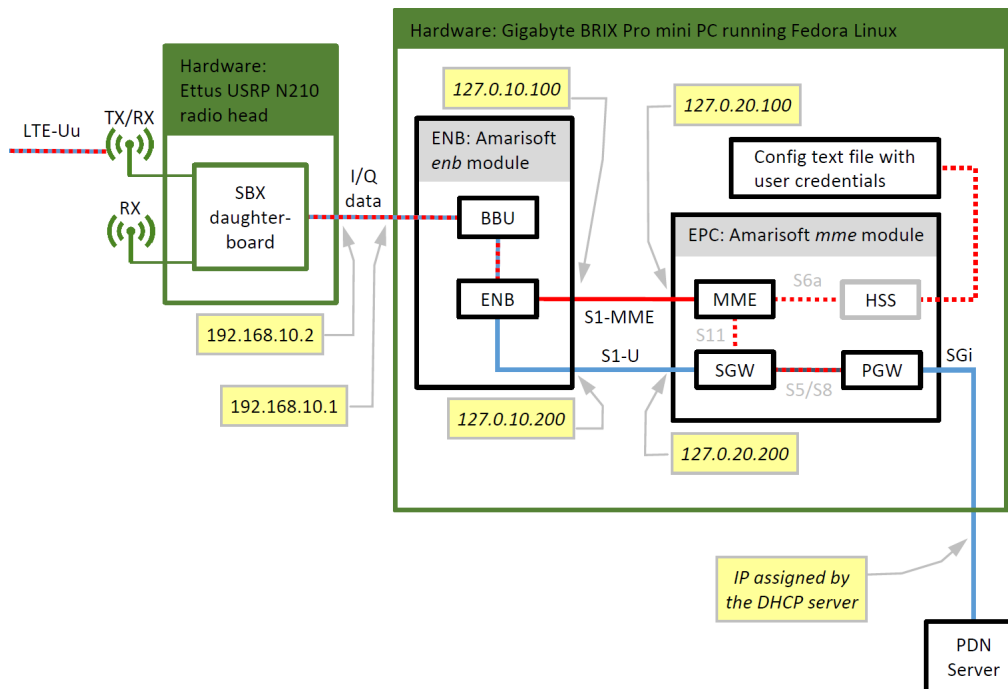 Hardware: Gigabyte BRIX Pro mini PC running Fedora Linux
Hardware:
Ettus USRP N210
radio head
LTE-Uu
TX/RX
RX
SBX
daughter-
board
I/Q
data
192.168.10.2
192.168.10.1
127.0.10.100
127.0.20.100
ENB: Amarisoft
enb module
BBU
ENB
Config text file with
user credentials
EPC: Amarisoft mme module
S1-MME
MME
S6a
HSS
S11
S1-U
SGW
S5/S8
PGW
SGi
127.0.10.200
127.0.20.200
IP assigned by
the DHCP server
PDN
Server